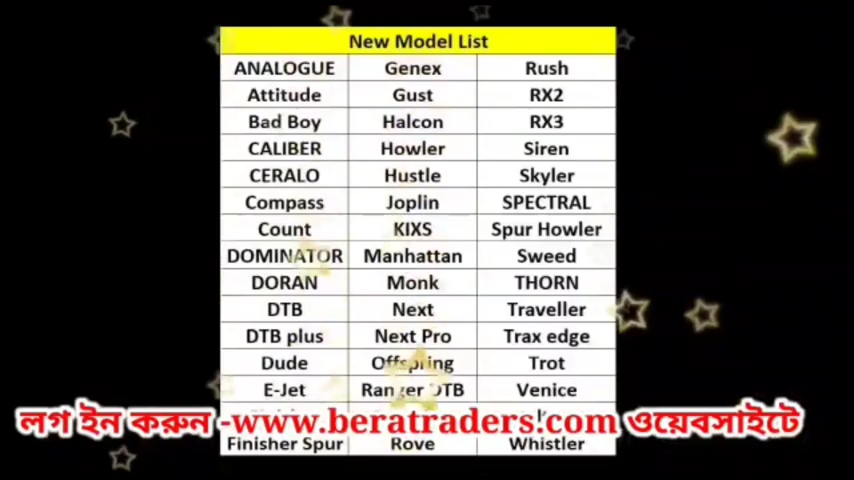 New Model List
ANALOGUE Genex Rush
Attitude Gust RX2
Bad Boy Halcon RX3
CALIBER Howler Siren
CERALO Hustle Skyler
Compass Joplin SPECTRAL
Count KIXS Spur Howler
DOMINATOR Manhattan Sweed
DORAN Monk THORN
DTB Next Traveller
DTB plus Next Pro Trax edge
Dude Offspring Trot
E-Jet Ranger DTB Venice
লগ ইন করুন -www.beratraders.com ওয়েবসাইটে
Finisher Spur Rove Whistler